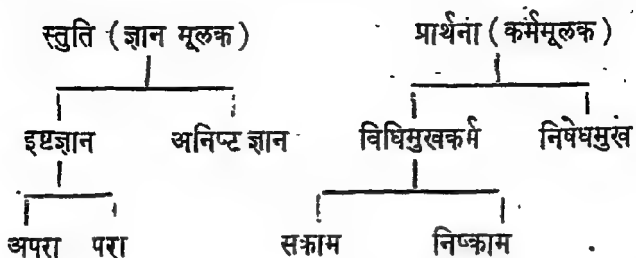 स्तुति (ज्ञान मूलक) प्रार्थना (कर्ममूलक)
इष्टज्ञान अनिष्ट ज्ञान विधिमुखकर्म निषेधमुख
अपरा परा सकाम निष्काम